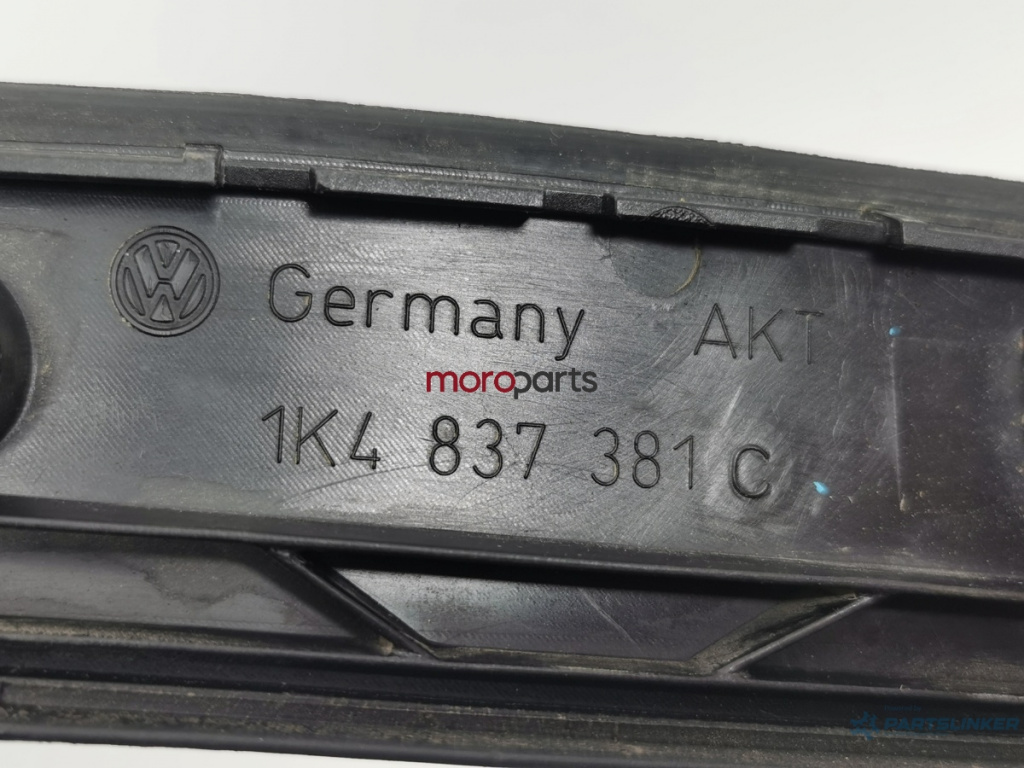 Germany AKT
moroparts
1K4 837 381 C
PARTSLINKER